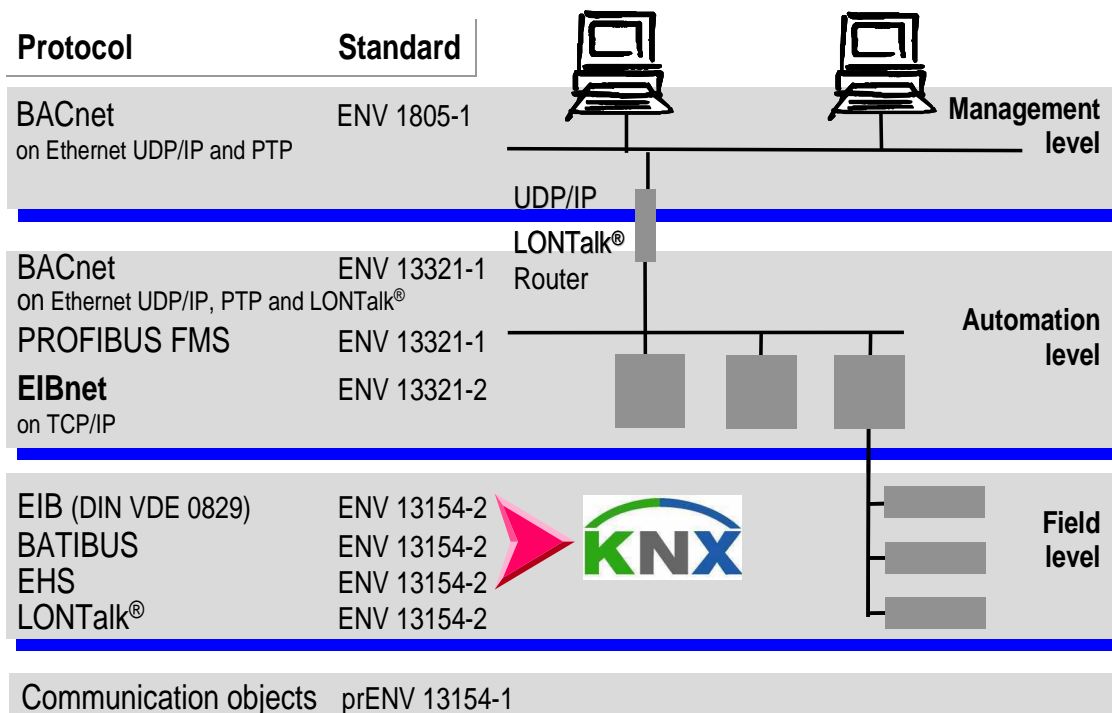 Protocol Standard
BACnet ENV 1805-1
on Ethernet UDP/IP and PTP
Management
level
UDP/IP
LONTalk®
Router
BACnet ENV 13321-1
on Ethernet UDP/IP, PTP and LONTalk®
PROFIBUS FMS ENV 13321-1
EIBnet ENV 13321-2
on TCP/IP
Automation
level
EIB (DIN VDE 0829) ENV 13154-2
BATIBUS ENV 13154-2
EHS ENV 13154-2
LONTalk® ENV 13154-2
KNX
Field
level
Communication objects prENV 13154-1